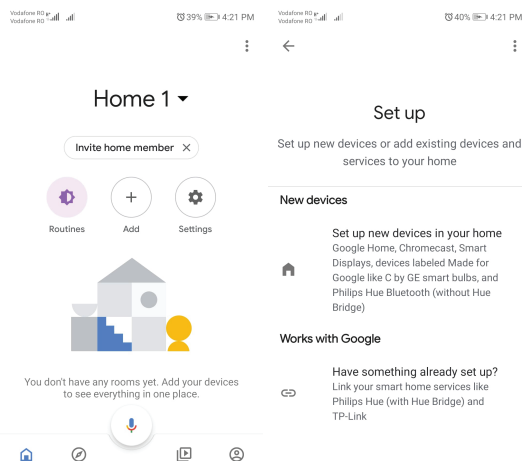 Vodafone RO
Vodafone RO
39% 4:21 PM
Home 1
Invite home member
Routines
Add
Settings
You don't have any rooms yet. Add your devices
to see everything in one place.
Vodafone RO
Vodafone RO
40% 4:21 PM
Set up
Set up new devices or add existing devices and
services to your home
New devices
Set up new devices in your home
Google Home, Chromecast, Smart
Displays, devices labeled Made for
Google like C by GE smart bulbs, and
Philips Hue Bluetooth (without Hue
Bridge)
Works with Google
Have something already set up?
Link your smart home services like
Philips Hue (with Hue Bridge) and
TP-Link